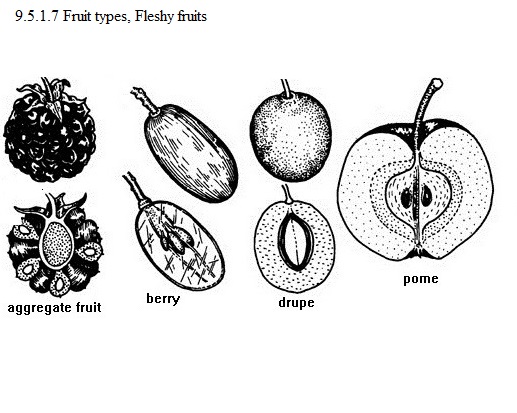 9.5.1.7 Fruit types, Fleshy fruits
aggregate fruit
berry
drupe
pome